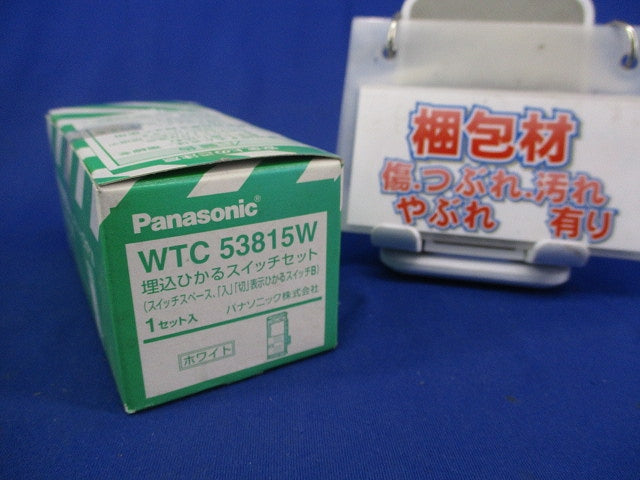 Panasonic®
WTC 53815W
埋込ひかるスイッチセット
(スイッチスペース、「入」「切」表示ひかるスイッチB)
パナソニック株式会社
1セット入
ホワイト
梱包材
傷.つぶれ.汚れ
やぶれ 有り